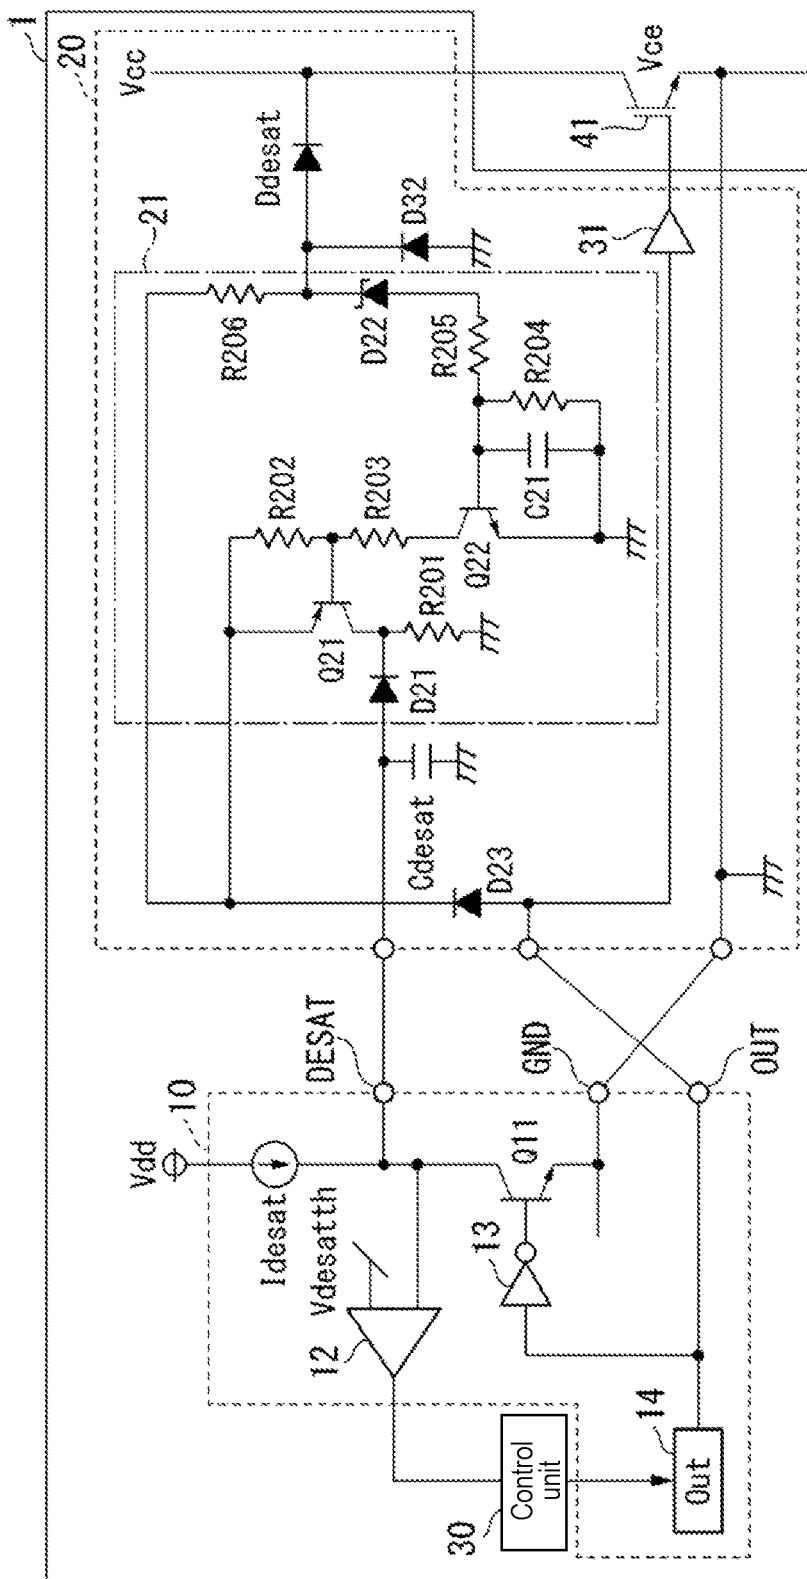 1
20
Vcc
Vce
41
Ddesat
D32
31
21
R206
D22
R205
R204
R202
R203
C21
Q22
Q21
R201
D21
Cdesat
D23
DESAT
GND
OUT
10
Vdd
Idesat
Vdesatth
Q11
13
12
14
Out
Control
unit
30